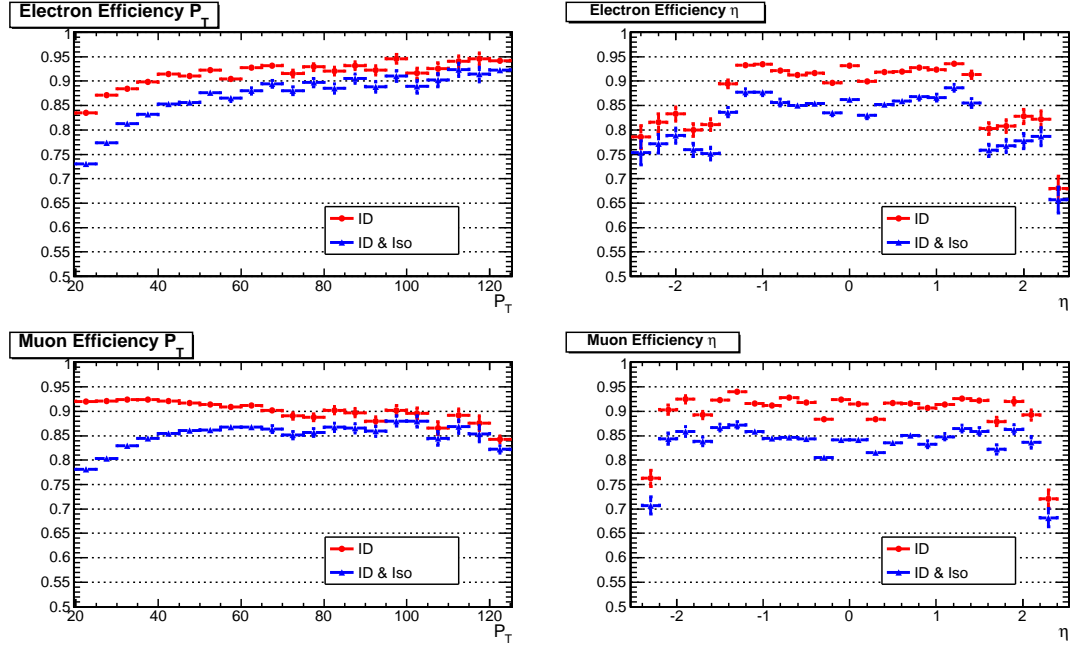 Electron Efficiency P_T
1
0.95
0.9
0.85
0.8
0.75
0.7
0.65
0.6
0.55
0.5
ID
ID & Iso
20 40 60 80 100 120
P_T
Electron Efficiency η
1
0.95
0.9
0.85
0.8
0.75
0.7
0.65
0.6
0.55
0.5
ID
ID & Iso
-2 -1 0 1 2
η
Muon Efficiency P_T
1
0.95
0.9
0.85
0.8
0.75
0.7
0.65
0.6
0.55
0.5
ID
ID & Iso
20 40 60 80 100 120
P_T
Muon Efficiency η
1
0.95
0.9
0.85
0.8
0.75
0.7
0.65
0.6
0.55
0.5
ID
ID & Iso
-2 -1 0 1 2
η